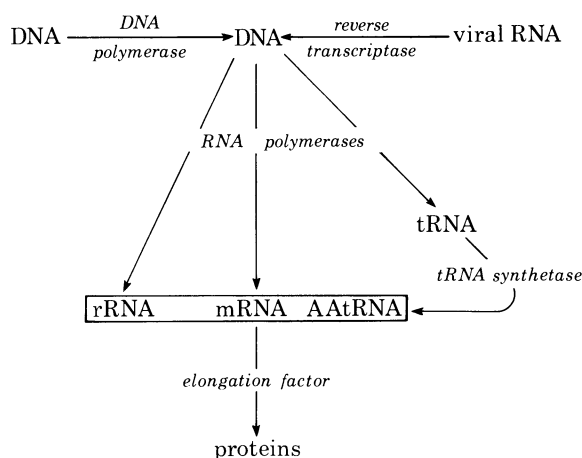 DNA DNA polymerase DNA reverse transcriptase viral RNA
RNA polymerases
tRNA
tRNA synthetase
rRNA mRNA AAtRNA
elongation factor
proteins